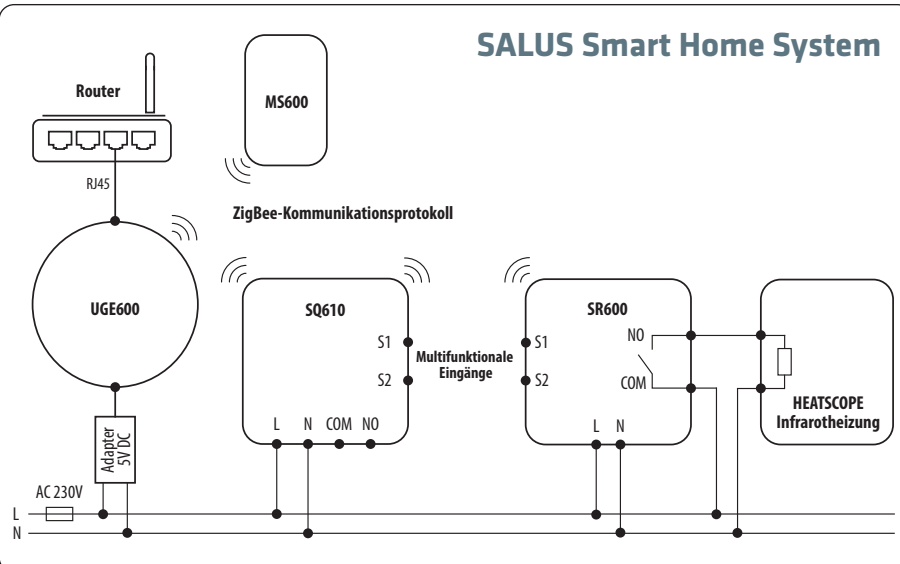 SALUS Smart Home System
Router
MS600
RJ45
ZigBee-Kommunikationsprotokoll
UGE600
SQ610
S1
S2
L N COM NO
Multifunktionale
Eingänge
SR600
S1
S2
NO
COM
L N
HEATSCOPE
Infrarotheizung
Adapter
5V DC
AC 230V
L
N